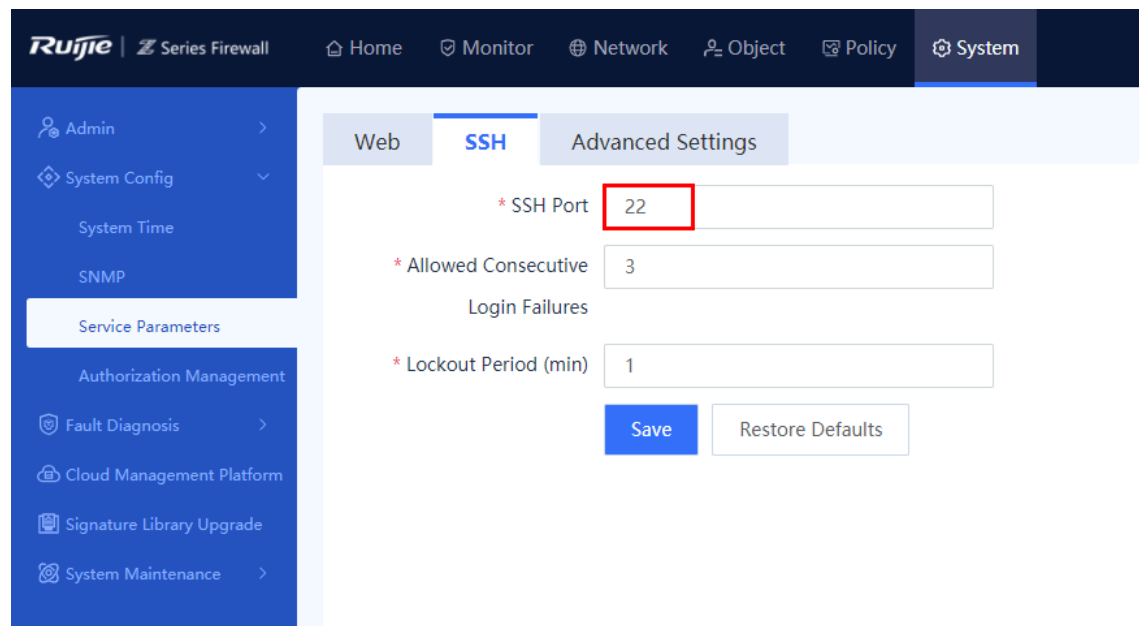 Ruijie | Z Series Firewall
Home
Monitor
Network
Object
Policy
System
Admin
System Config
System Time
SNMP
Service Parameters
Authorization Management
Fault Diagnosis
Cloud Management Platform
Signature Library Upgrade
System Maintenance
Web
SSH
Advanced Settings
* SSH Port
22
* Allowed Consecutive
Login Failures
3
* Lockout Period (min)
1
Save
Restore Defaults